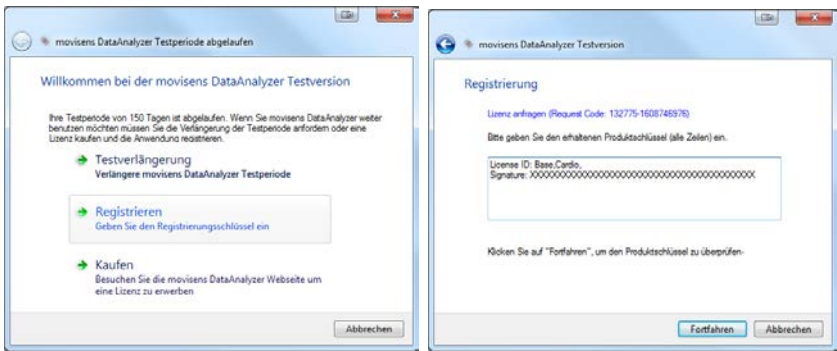 movisens DataAnalyzer Testperiode abgelaufen
Willkommen bei der movisens DataAnalyzer Testversion
Ihre Testperiode von 150 Tagen ist abgelaufen. Wenn Sie movisens DataAnalyzer weiter
benutzen möchten müssen Sie die Verlängerung der Testperiode anfordern oder eine
Lizenz kaufen und die Anwendung registrieren.
Testverlängerung
Verlängere movisens DataAnalyzer Testperiode
Registrieren
Geben Sie den Registrierungsschlüssel ein
Kaufen
Besuchen Sie die movisens DataAnalyzer Webseite um
eine Lizenz zu erwerben
Abbrechen
movisens DataAnalyzer Testversion
Registrierung
Lizenz anfragen (Request Code: 132775-1608746976)
Bitte geben Sie den erhaltenen Produktschlüssel (alle Zeilen) ein.
License ID: Base,Cardio,
Signature: XXXXXXXXXXXXXXXXXXXXXXXXXXXXXXXXXXXXXXXXXX
Klicken Sie auf "Fortfahren", um den Produktschlüssel zu überprüfen-
Fortfahren
Abbrechen